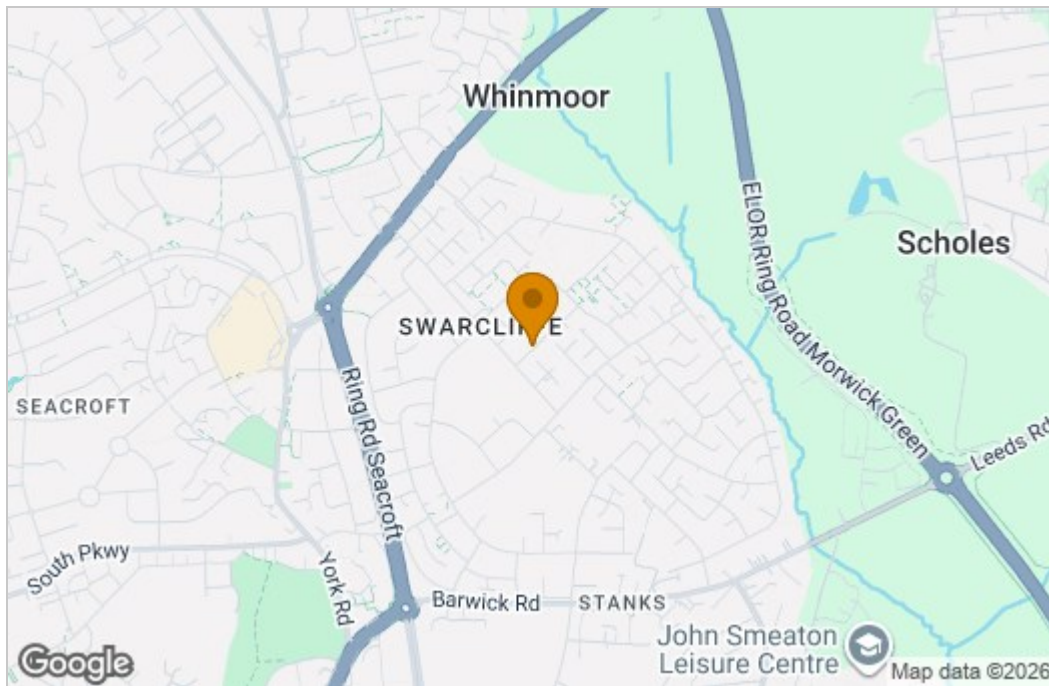 Whinmoor
ELOR Ring Road Morwick Green
Scholes
SEACROFT
Ring Rd Seacroft
Leeds Rd
South Pkwy
York Rd
Barwick Rd
STANKS
John Smeaton
Leisure Centre
Google
Map data ©2026